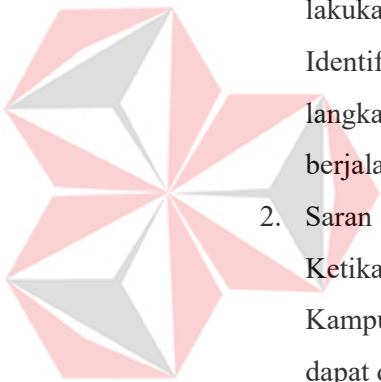 lakuka
Identif
langka
berjala
2. Saran
Ketika
Kampu
dapat